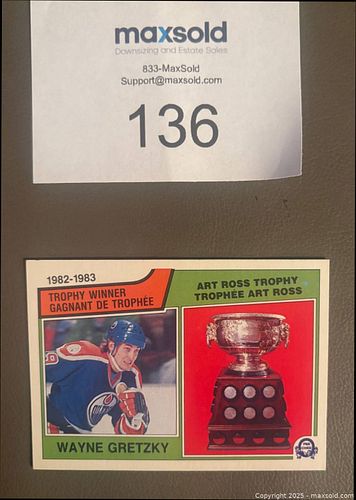 maxsold
Downsizing and Estate Sales
833-MaxSold
Support@maxsold.com
136
1982-1983
TROPHY WINNER
GAGNANT DE TROPHÉE
ART ROSS TROPHY
TROPHÉE ART ROSS
WAYNE GRETZKY
Copyright © 2025 - maxsold.com